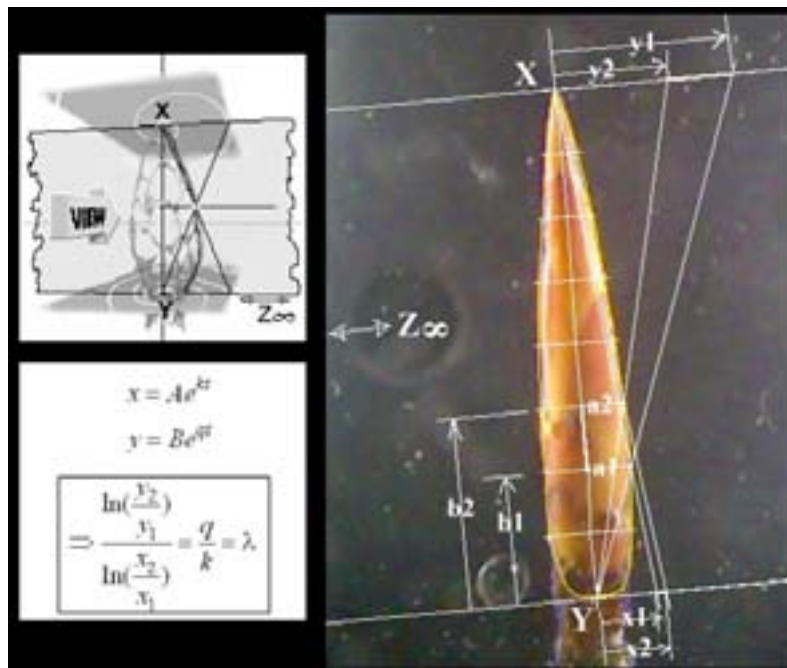 X
VIEW
Y
Z∞
x = Ae^{kt}
y = Be^{qt}
⇒ ln(y₂/y₁) / ln(x₂/x₁) = q/k = λ
y1
y2
X
Z∞
a2
a1
b2
b1
Y
x1
x2